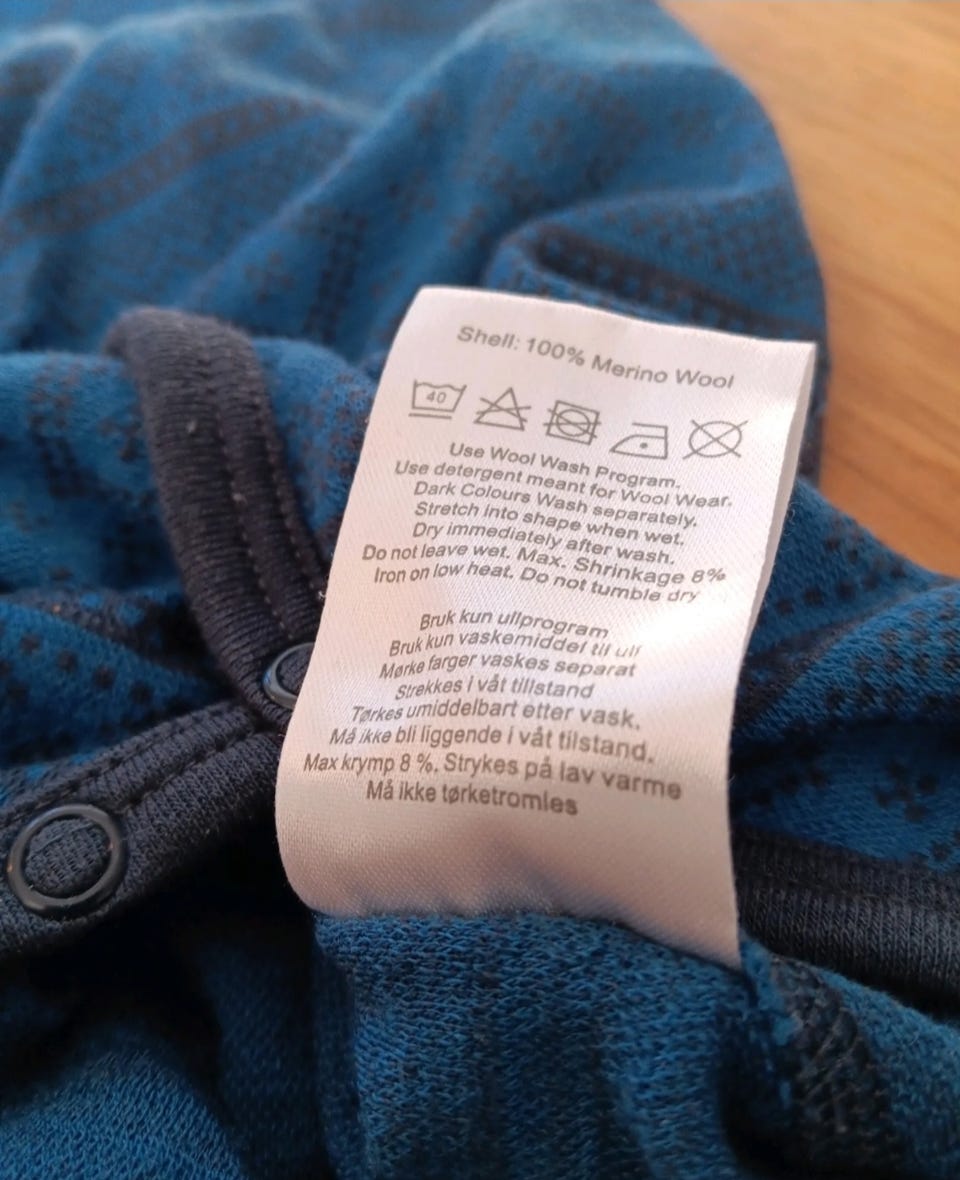 Shell: 100% Merino Wool
40
Use Wool Wash Program.
Use detergent meant for Wool Wear.
Dark Colours Wash separately.
Stretch into shape when wet.
Dry immediately after wash.
Do not leave wet. Max. Shrinkage 8%
Iron on low heat. Do not tumble dry
Bruk kun ullprogram
Bruk kun vaskemiddel til ull
Mørke farger vaskes separat
Strekkes i våt tillstand
Tørkes umiddelbart etter vask.
Må ikke bli liggende i våt tilstand.
Max krymp 8 %. Strykes på lav varme
Må ikke tørketromles